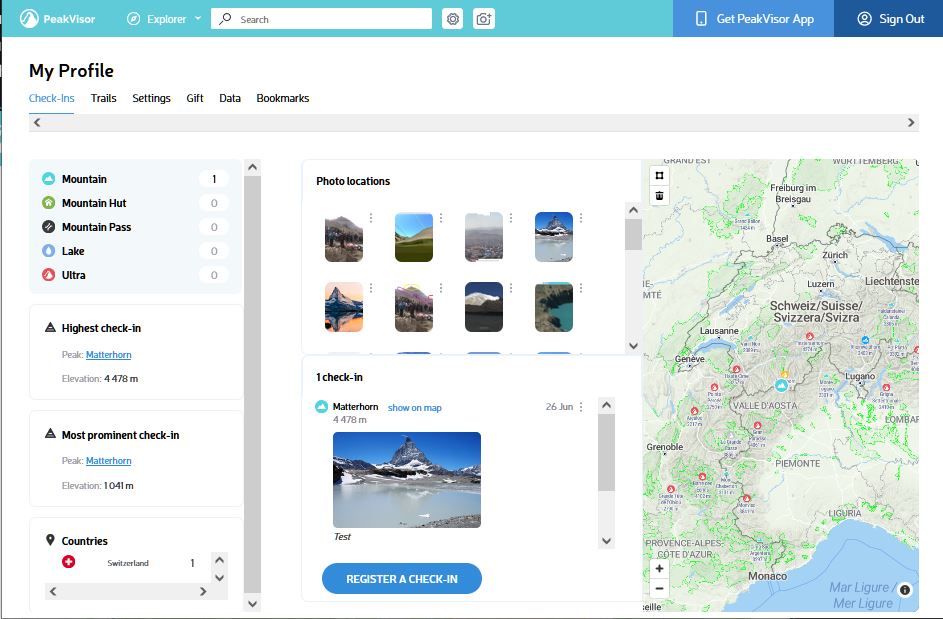 PeakVisor
Explorer
Search
Get PeakVisor App
Sign Out
My Profile
Check-Ins
Trails
Settings
Gift
Data
Bookmarks
Mountain 1
Mountain Hut 0
Mountain Pass 0
Lake 0
Ultra 0
Highest check-in
Peak: Matterhorn
Elevation: 4 478 m
Most prominent check-in
Peak: Matterhorn
Elevation: 1 041 m
Countries
Switzerland 1
Photo locations
1 check-in
Matterhorn show on map 26 Jun
4 478 m
Test
REGISTER A CHECK-IN
GRAND EST
WÜRTTEMBERG
Freiburg im
Breisgau
Basel
Zürich
Luzern
Liechtenste
Schweiz/Suisse/
Svizzera/Svizra
Lausanne
Genève
Lugano
VALLE D'AOSTA
LOMBAR
Grenoble
PIEMONTE
LIGURIA
PROVENCE-ALPES-
CÔTE D'AZUR
Monaco
Mar Ligure /
Mer Ligure
seille